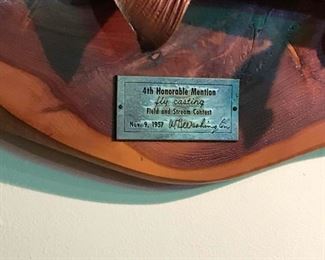 4th Honorable Mention
fly casting
Field and Stream Contest
Nov. 9, 1957